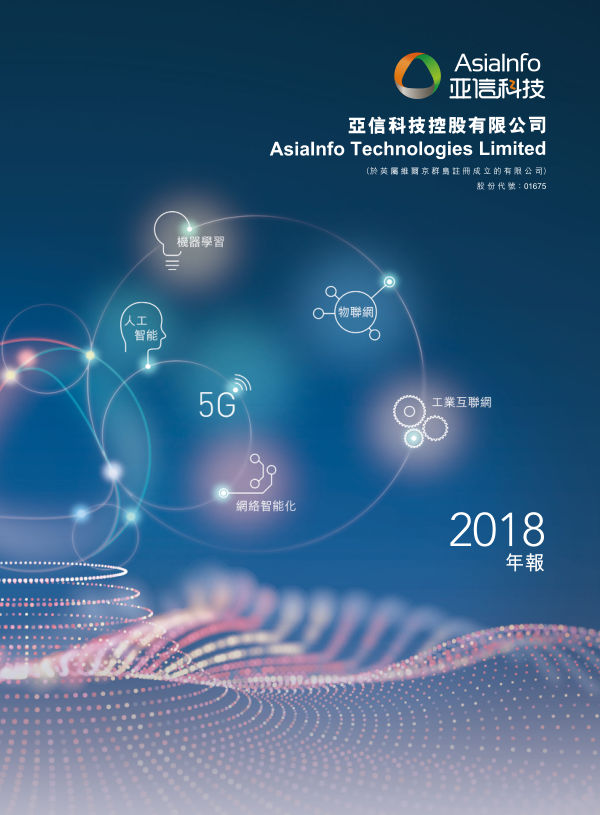 AsiaInfo
亚信科技
亞信科技控股有限公司
AsiaInfo Technologies Limited
(於英屬維爾京群島註冊成立的有限公司)
股份代號：01675
機器學習
物聯網
人工
智能
5G
工業互聯網
網絡智能化
2018
年報